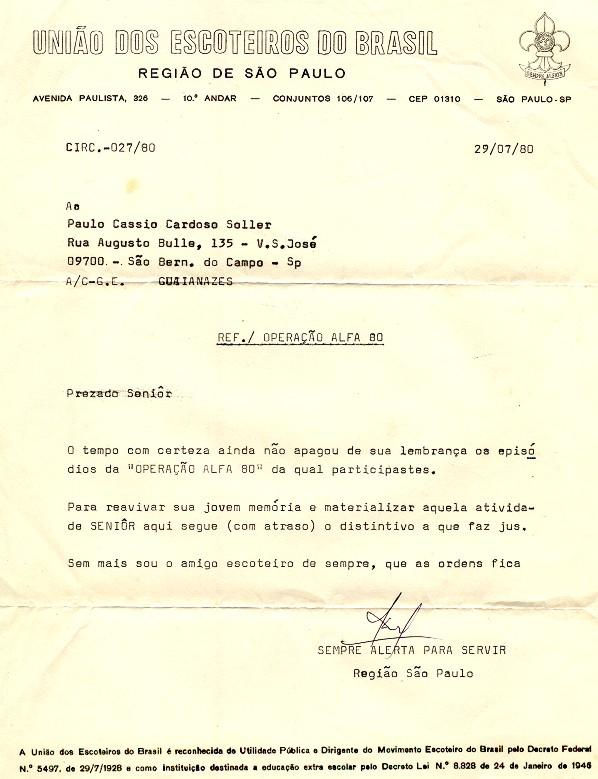 UNIÃO DOS ESCOTEIROS DO BRASIL
REGIÃO DE SÃO PAULO
SEMPRE ALERTA
AVENIDA PAULISTA, 326 — 10.º ANDAR — CONJUNTOS 106/107 — CEP 01310 — SÃO PAULO-SP
CIRC.-027/80 29/07/80
Ao
Paulo Cassio Cardoso Soller
Rua Augusto Bulle, 135 - V.S.José
09700.-. São Bern. do Campo - Sp
A/C-G.E. GUAIANAZES
REF./ OPERAÇÃO ALFA 80
Prezado Seniôr
O tempo com certeza ainda não apagou de sua lembrança os episó
dios da "OPERAÇÃO ALFA 80" da qual participastes.
Para reavivar sua jovem memória e materializar aquela ativida-
de SENIÔR aqui segue (com atraso) o distintivo a que faz jus.
Sem mais sou o amigo escoteiro de sempre, que as ordens fica
SEMPRE ALERTA PARA SERVIR
Região São Paulo
A União dos Escoteiros do Brasil é reconhecida de Utilidade Pública e Dirigente do Movimento Escoteiro do Brasil pelo Decreto Federal
N.º 5497, de 29/7/1928 e como instituição destinada a educação extra escolar pelo Decreto Lei N.º 8.828 de 24 de Janeiro de 1946